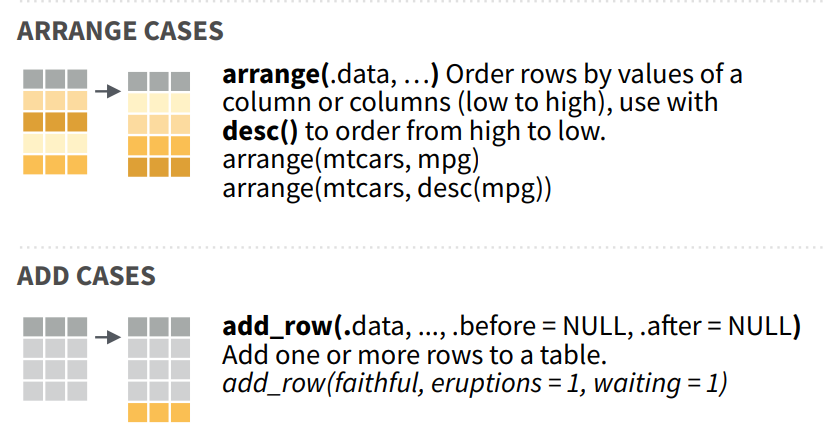 ARRANGE CASES
arrange(.data, …) Order rows by values of a
column or columns (low to high), use with
desc() to order from high to low.
arrange(mtcars, mpg)
arrange(mtcars, desc(mpg))
ADD CASES
add_row(.data, ..., .before = NULL, .after = NULL)
Add one or more rows to a table.
add_row(faithful, eruptions = 1, waiting = 1)